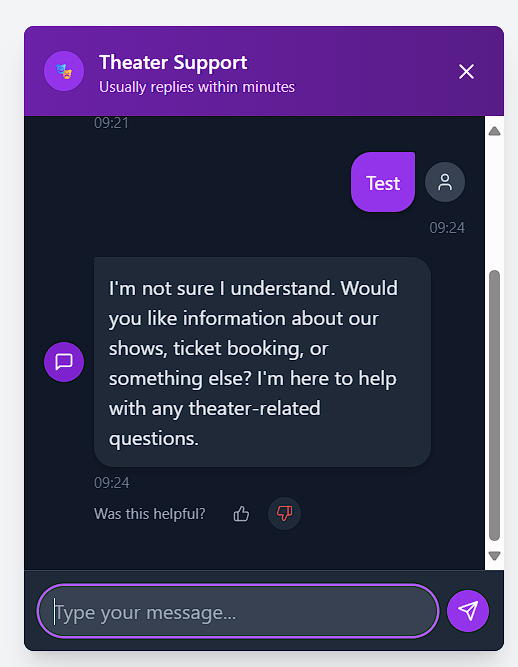 Theater Support
Usually replies within minutes
09:21
Test
09:24
I'm not sure I understand. Would
you like information about our
shows, ticket booking, or
something else? I'm here to help
with any theater-related
questions.
09:24
Was this helpful?
Type your message...